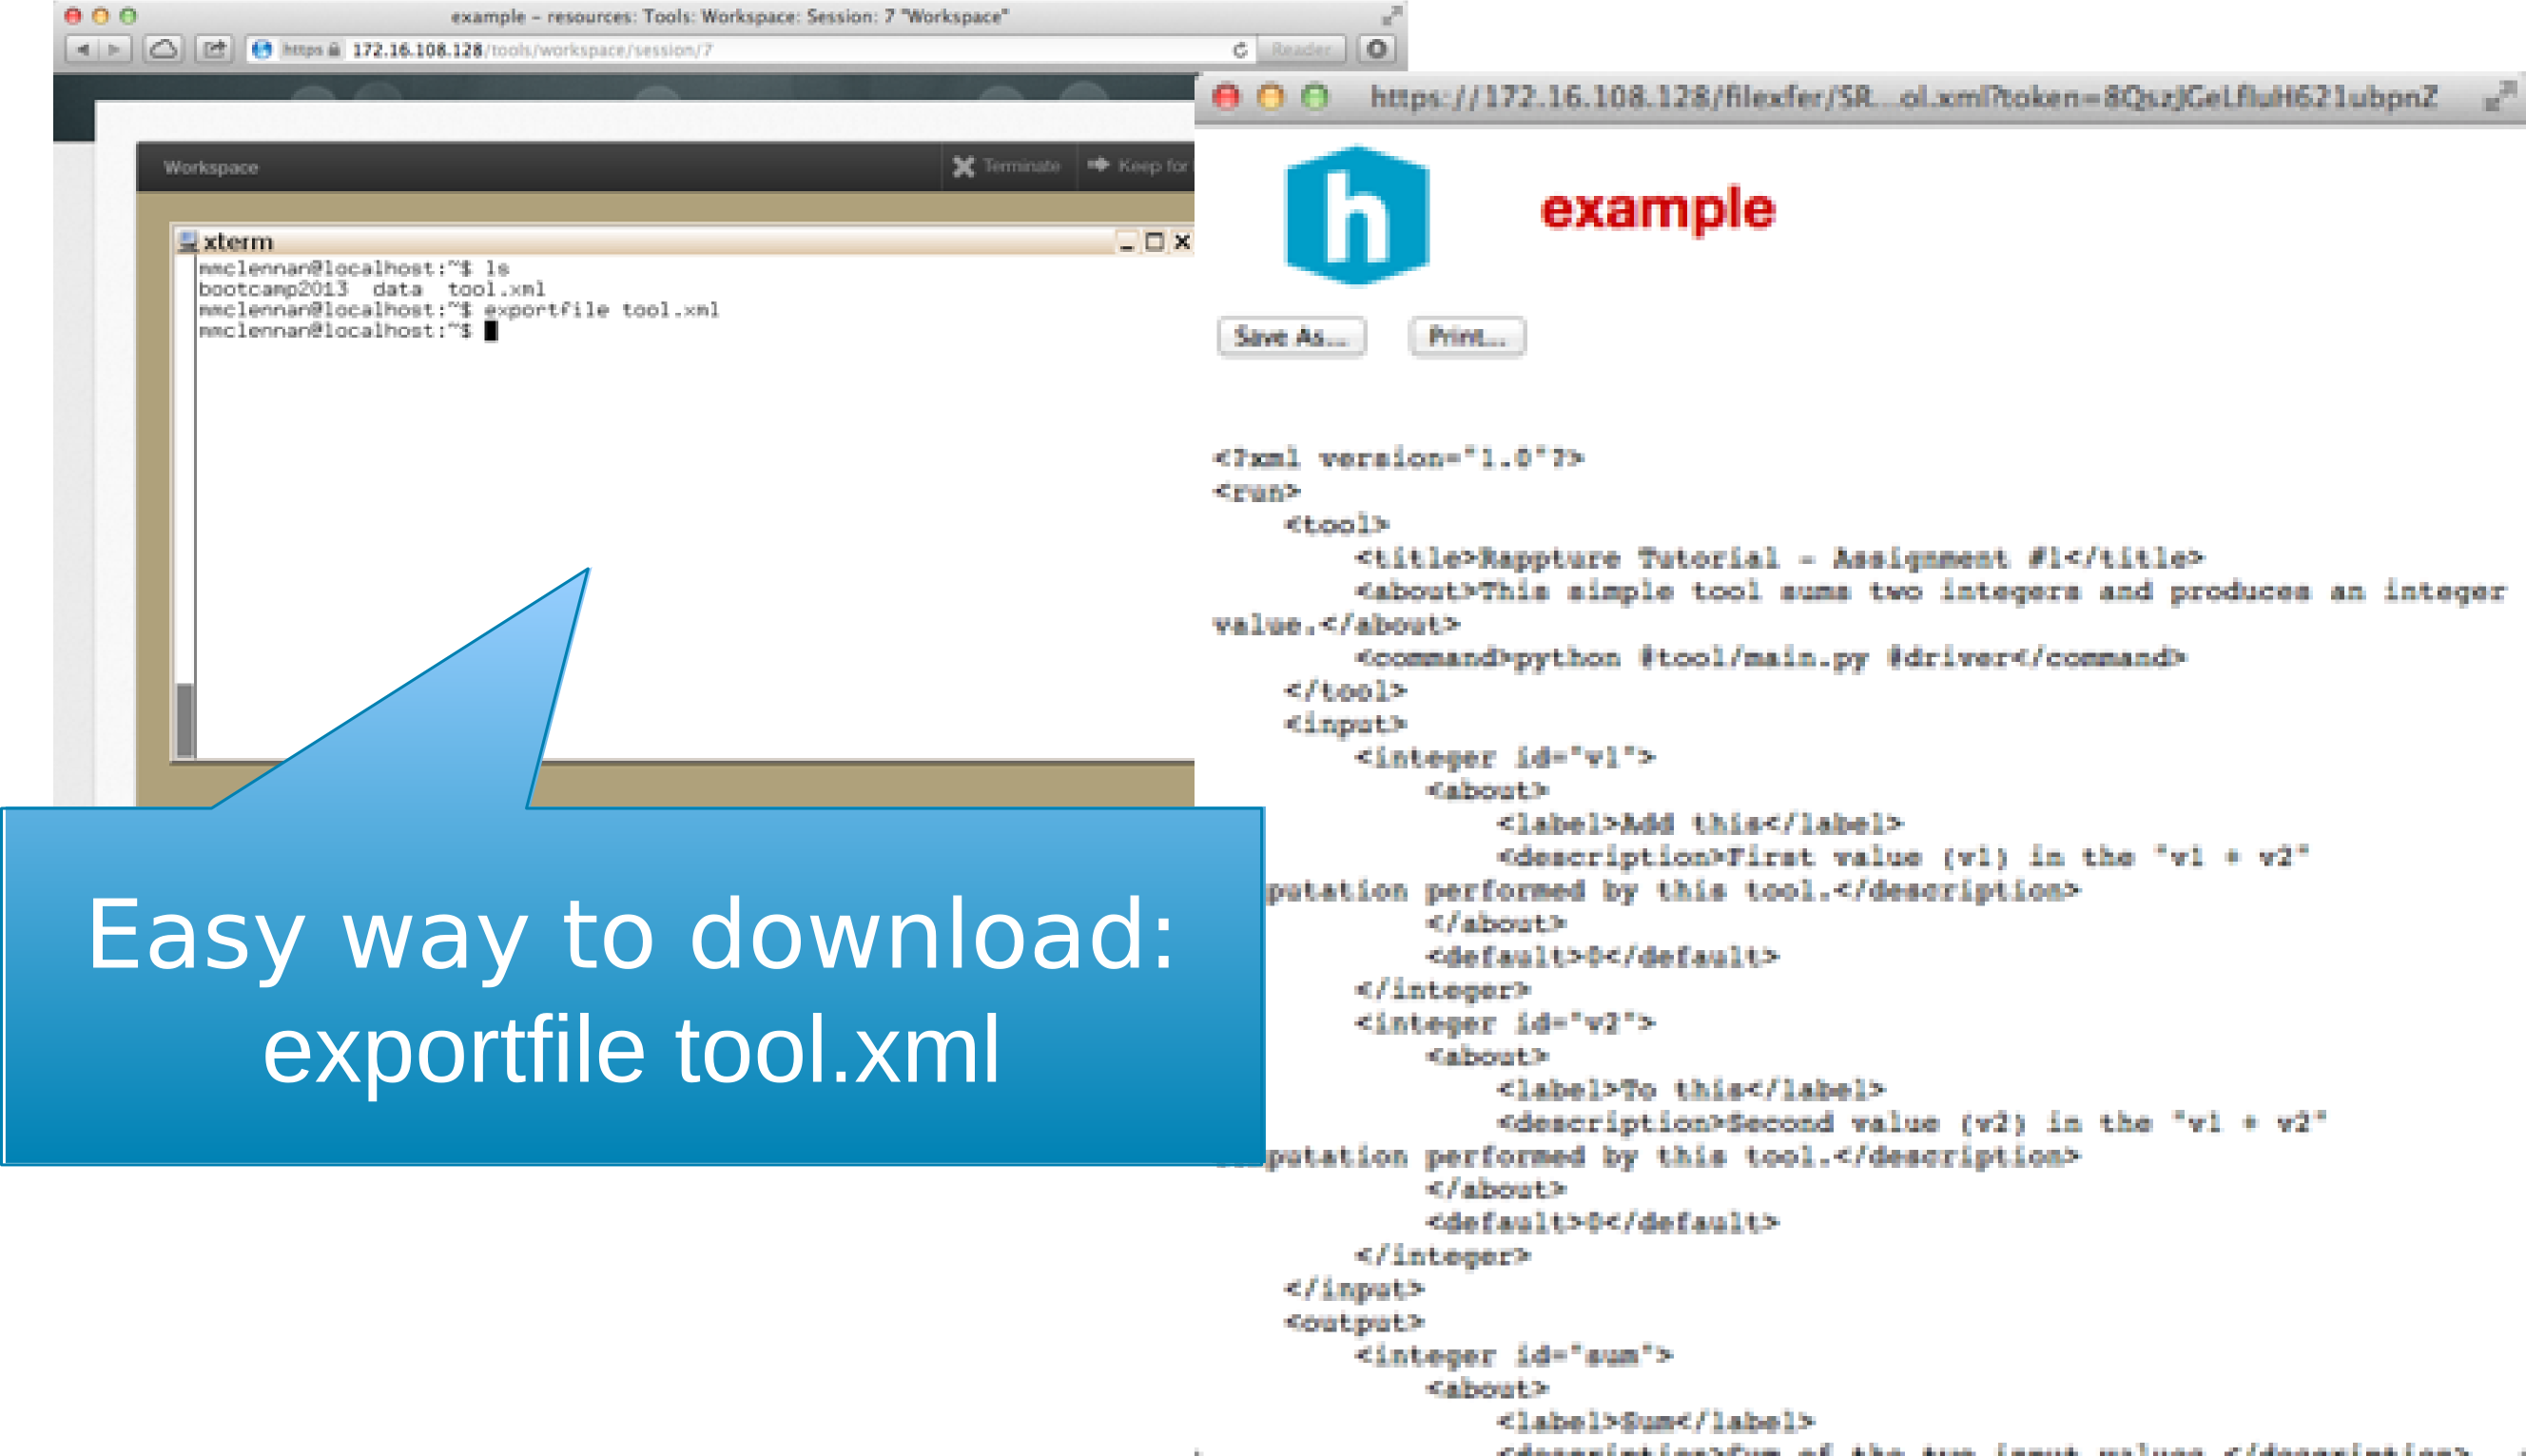 example – resources: Tools: Workspace: Session: 7 "Workspace"
https 172.16.108.128/tools/workspace/session/7
Reader
Workspace
Terminate
Keep for
xterm
mmclennan@localhost:~$ ls
bootcamp2013 data tool.xml
mmclennan@localhost:~$ exportfile tool.xml
mmclennan@localhost:~$
Easy way to download:
exportfile tool.xml
https://172.16.108.128/filexfer/SR...ol.xml?token=8QszJGeLfluH621ubpnZ
h
example
Save As...
Print...
<?xml version="1.0"?>
<run>
<tool>
<title>Rappture Tutorial - Assignment #1</title>
<about>This simple tool sums two integers and produces an integer
value.</about>
<command>python @tool/main.py @driver</command>
</tool>
<input>
<integer id="v1">
<about>
<label>Add this</label>
<description>First value (v1) in the "v1 + v2"
putation performed by this tool.</description>
</about>
<default>0</default>
</integer>
<integer id="v2">
<about>
<label>To this</label>
<description>Second value (v2) in the "v1 + v2"
putation performed by this tool.</description>
</about>
<default>0</default>
</integer>
</input>
<output>
<integer id="sum">
<about>
<label>Sum</label>
<description>Sum of the two input values.</description>